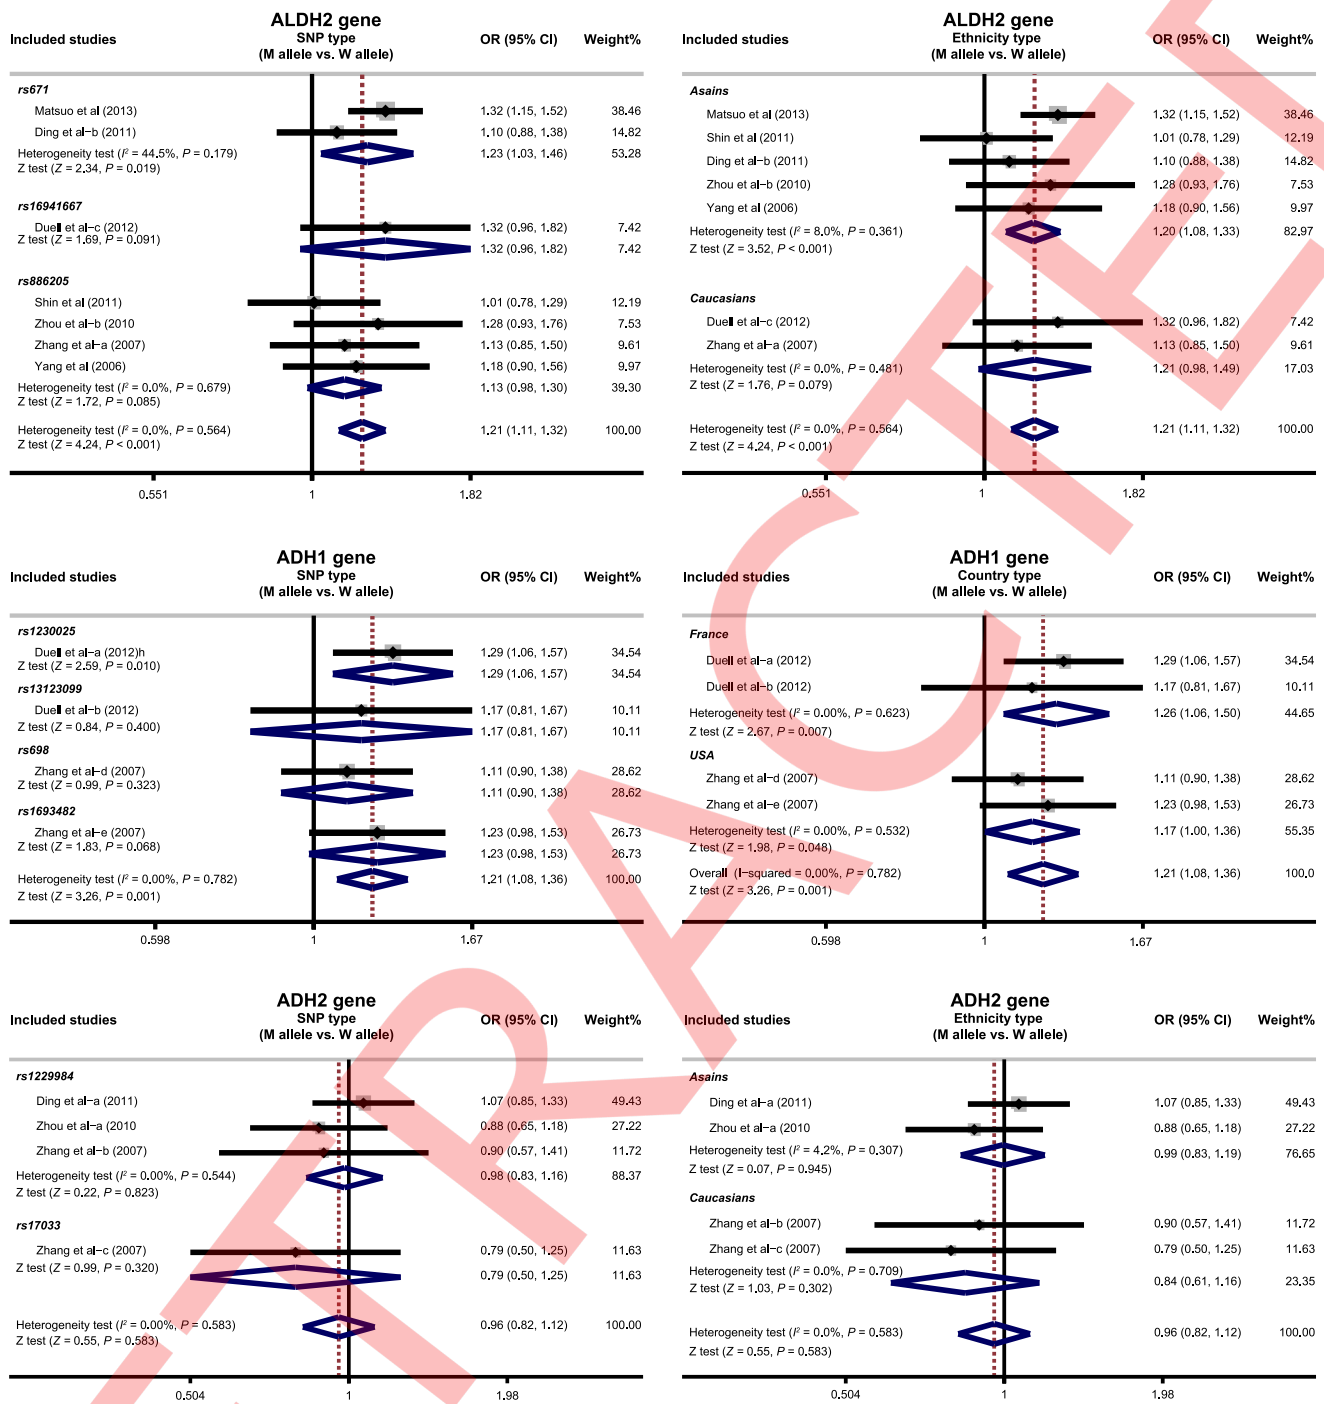 ALDH2 gene
Included studies SNP type OR (95% CI) Weight%
(M allele vs. W allele)
rs671
Matsuo et al (2013) 1.32 (1.15, 1.52) 38.46
Ding et al−b (2011) 1.10 (0.88, 1.38) 14.82
Heterogeneity test (I² = 44.5%, P = 0.179) 1.23 (1.03, 1.46) 53.28
Z test (Z = 2.34, P = 0.019)
rs16941667
Duell et al−c (2012) 1.32 (0.96, 1.82) 7.42
Z test (Z = 1.69, P = 0.091) 1.32 (0.96, 1.82) 7.42
rs886205
Shin et al (2011) 1.01 (0.78, 1.29) 12.19
Zhou et al−b (2010 1.28 (0.93, 1.76) 7.53
Zhang et al−a (2007) 1.13 (0.85, 1.50) 9.61
Yang et al (2006) 1.18 (0.90, 1.56) 9.97
Heterogeneity test (I² = 0.0%, P = 0.679) 1.13 (0.98, 1.30) 39.30
Z test (Z = 1.72, P = 0.085)
Heterogeneity test (I² = 0.0%, P = 0.564) 1.21 (1.11, 1.32) 100.00
Z test (Z = 4.24, P < 0.001)
0.551 1 1.82
ALDH2 gene
Included studies Ethnicity type OR (95% CI) Weight%
(M allele vs. W allele)
Asains
Matsuo et al (2013) 1.32 (1.15, 1.52) 38.46
Shin et al (2011) 1.01 (0.78, 1.29) 12.19
Ding et al−b (2011) 1.10 (0.88, 1.38) 14.82
Zhou et al−b (2010) 1.28 (0.93, 1.76) 7.53
Yang et al (2006) 1.18 (0.90, 1.56) 9.97
Heterogeneity test (I² = 8.0%, P = 0.361) 1.20 (1.08, 1.33) 82.97
Z test (Z = 3.52, P < 0.001)
Caucasians
Duell et al−c (2012) 1.32 (0.96, 1.82) 7.42
Zhang et al−a (2007) 1.13 (0.85, 1.50) 9.61
Heterogeneity test (I² = 0.0%, P = 0.481) 1.21 (0.98, 1.49) 17.03
Z test (Z = 1.76, P = 0.079)
Heterogeneity test (I² = 0.0%, P = 0.564) 1.21 (1.11, 1.32) 100.00
Z test (Z = 4.24, P < 0.001)
0.551 1 1.82
ADH1 gene
Included studies SNP type OR (95% CI) Weight%
(M allele vs. W allele)
rs1230025
Duell et al−a (2012)h 1.29 (1.06, 1.57) 34.54
Z test (Z = 2.59, P = 0.010) 1.29 (1.06, 1.57) 34.54
rs13123099
Duell et al−b (2012) 1.17 (0.81, 1.67) 10.11
Z test (Z = 0.84, P = 0.400) 1.17 (0.81, 1.67) 10.11
rs698
Zhang et al−d (2007) 1.11 (0.90, 1.38) 28.62
Z test (Z = 0.99, P = 0.323) 1.11 (0.90, 1.38) 28.62
rs1693482
Zhang et al−e (2007) 1.23 (0.98, 1.53) 26.73
Z test (Z = 1.83, P = 0.068) 1.23 (0.98, 1.53) 26.73
Heterogeneity test (I² = 0.00%, P = 0.782) 1.21 (1.08, 1.36) 100.00
Z test (Z = 3.26, P = 0.001)
0.598 1 1.67
ADH1 gene
Included studies Country type OR (95% CI) Weight%
(M allele vs. W allele)
France
Duell et al−a (2012) 1.29 (1.06, 1.57) 34.54
Duell et al−b (2012) 1.17 (0.81, 1.67) 10.11
Heterogeneity test (I² = 0.00%, P = 0.623) 1.26 (1.06, 1.50) 44.65
Z test (Z = 2.67, P = 0.007)
USA
Zhang et al−d (2007) 1.11 (0.90, 1.38) 28.62
Zhang et al−e (2007) 1.23 (0.98, 1.53) 26.73
Heterogeneity test (I² = 0.00%, P = 0.532) 1.17 (1.00, 1.36) 55.35
Z test (Z = 1.98, P = 0.048)
Overall (I−squared = 0.00%, P = 0.782) 1.21 (1.08, 1.36) 100.0
Z test (Z = 3.26, P = 0.001)
0.598 1 1.67
ADH2 gene
Included studies SNP type OR (95% CI) Weight%
(M allele vs. W allele)
rs1229984
Ding et al−a (2011) 1.07 (0.85, 1.33) 49.43
Zhou et al−a (2010 0.88 (0.65, 1.18) 27.22
Zhang et al−b (2007) 0.90 (0.57, 1.41) 11.72
Heterogeneity test (I² = 0.00%, P = 0.544) 0.98 (0.83, 1.16) 88.37
Z test (Z = 0.22, P = 0.823)
rs17033
Zhang et al−c (2007) 0.79 (0.50, 1.25) 11.63
Z test (Z = 0.99, P = 0.320) 0.79 (0.50, 1.25) 11.63
Heterogeneity test (I² = 0.00%, P = 0.583) 0.96 (0.82, 1.12) 100.00
Z test (Z = 0.55, P = 0.583)
0.504 1 1.98
ADH2 gene
Included studies Ethnicity type OR (95% CI) Weight%
(M allele vs. W allele)
Asains
Ding et al−a (2011) 1.07 (0.85, 1.33) 49.43
Zhou et al−a (2010 0.88 (0.65, 1.18) 27.22
Heterogeneity test (I² = 4.2%, P = 0.307) 0.99 (0.83, 1.19) 76.65
Z test (Z = 0.07, P = 0.945)
Caucasians
Zhang et al−b (2007) 0.90 (0.57, 1.41) 11.72
Zhang et al−c (2007) 0.79 (0.50, 1.25) 11.63
Heterogeneity test (I² = 0.0%, P = 0.709) 0.84 (0.61, 1.16) 23.35
Z test (Z = 1.03, P = 0.302)
Heterogeneity test (I² = 0.0%, P = 0.583) 0.96 (0.82, 1.12) 100.00
Z test (Z = 0.55, P = 0.583)
0.504 1 1.98
TRACTE